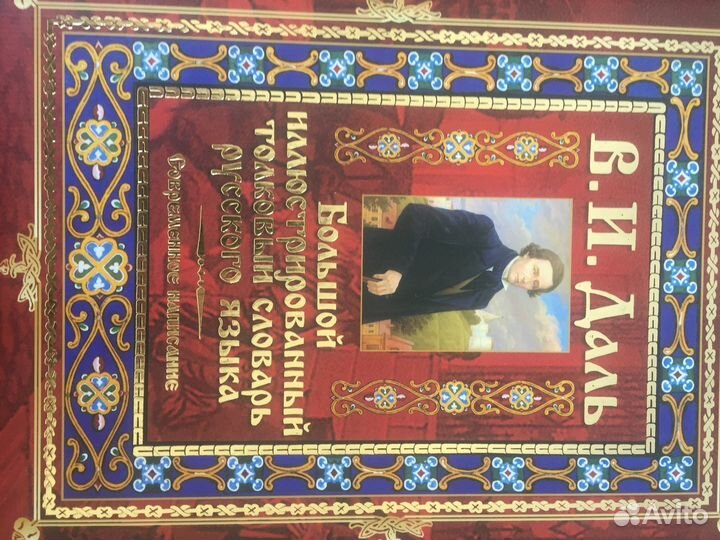 В. И. Даль
Большой
иллюстрированный
толковый словарь
русского языка
Современное написание
Avito